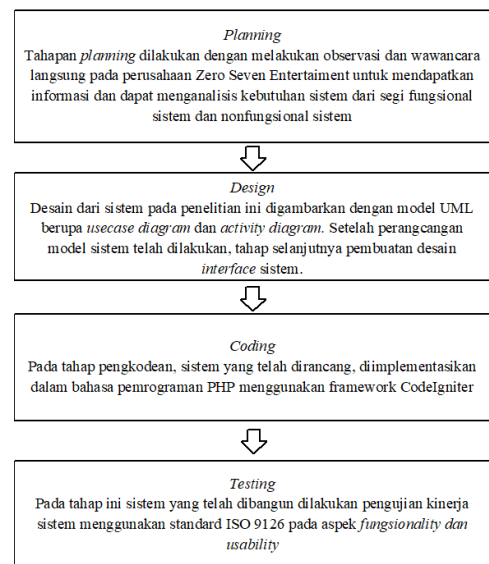 Planning
Tahapan planning dilakukan dengan melakukan observasi dan wawancara
langsung pada perusahaan Zero Seven Entertaiment untuk mendapatkan
informasi dan dapat menganalisis kebutuhan sistem dari segi fungsional
sistem dan nonfungsional sistem
Design
Desain dari sistem pada penelitian ini digambarkan dengan model UML
berupa usecase diagram dan activity diagram. Setelah perangcangan
model sistem telah dilakukan, tahap selanjutnya pembuatan desain
interface sistem.
Coding
Pada tahap pengkodean, sistem yang telah dirancang, diimplementasikan
dalam bahasa pemrograman PHP menggunakan framework CodeIgniter
Testing
Pada tahap ini sistem yang telah dibangun dilakukan pengujian kinerja
sistem menggunakan standard ISO 9126 pada aspek fungsionality dan
usability